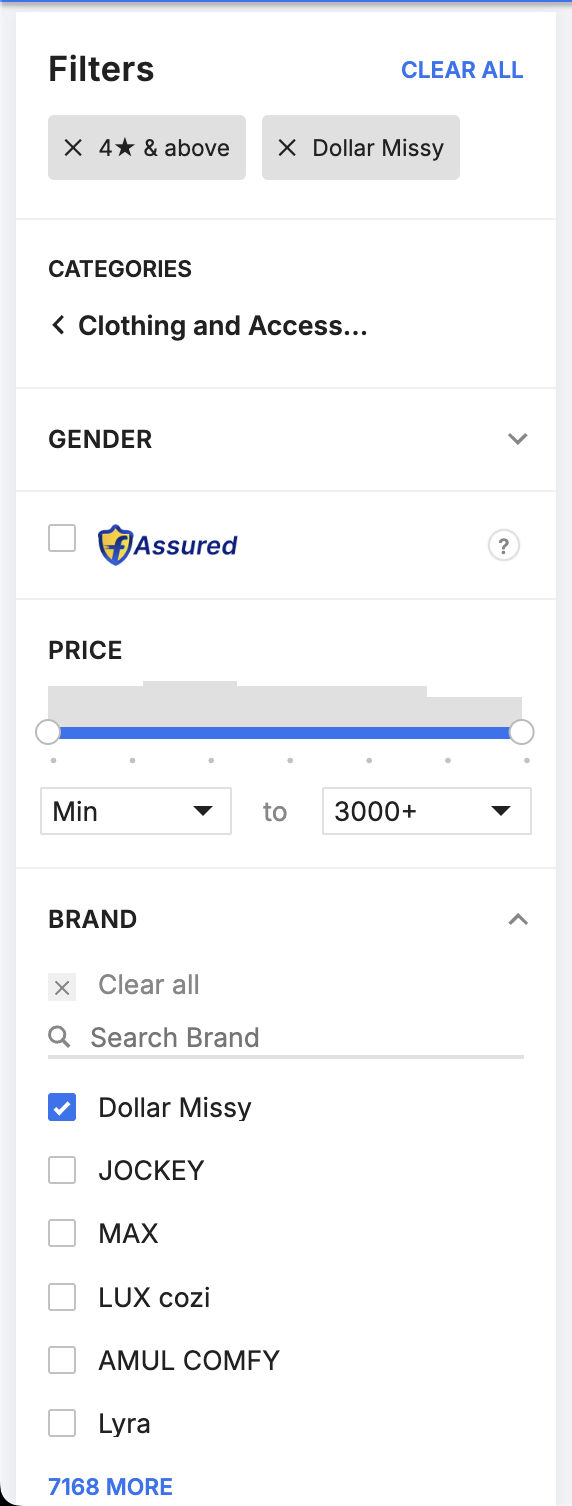 Filters CLEAR ALL
4★ & above Dollar Missy
CATEGORIES
Clothing and Access...
GENDER
f Assured ?
PRICE
Min to 3000+
BRAND
Clear all
Search Brand
Dollar Missy
JOCKEY
MAX
LUX cozi
AMUL COMFY
Lyra
7168 MORE